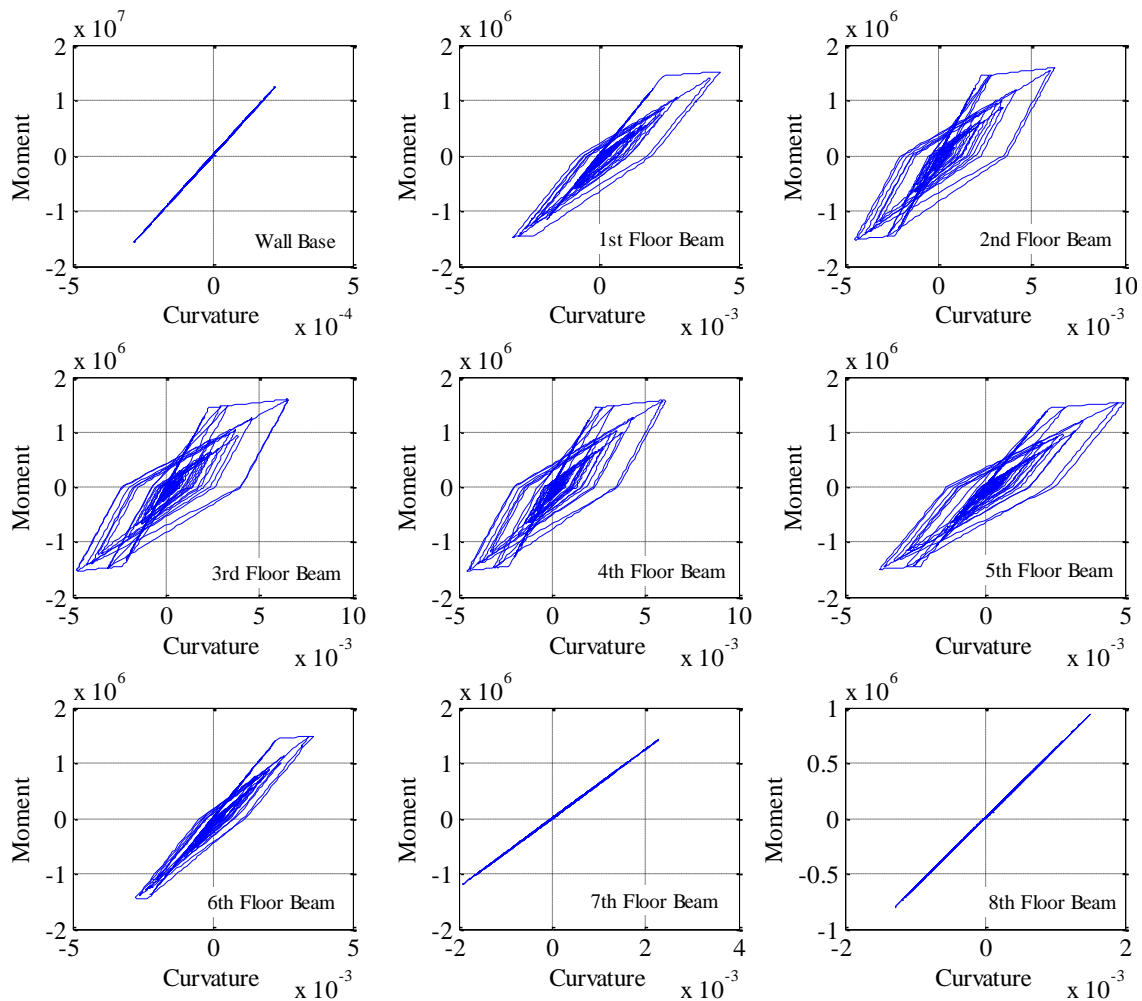 x 10^7
2
1
0
-1
-2
Moment
Wall Base
-5 0 5
Curvature
x 10^-4
x 10^6
2
1
0
-1
-2
Moment
1st Floor Beam
-5 0 5
Curvature
x 10^-3
x 10^6
2
1
0
-1
-2
Moment
2nd Floor Beam
-5 0 5 10
Curvature
x 10^-3
x 10^6
2
1
0
-1
-2
Moment
3rd Floor Beam
-5 0 5 10
Curvature
x 10^-3
x 10^6
2
1
0
-1
-2
Moment
4th Floor Beam
-5 0 5 10
Curvature
x 10^-3
x 10^6
2
1
0
-1
-2
Moment
5th Floor Beam
-5 0 5
Curvature
x 10^-3
x 10^6
2
1
0
-1
-2
Moment
6th Floor Beam
-5 0 5
Curvature
x 10^-3
x 10^6
2
1
0
-1
-2
Moment
7th Floor Beam
-2 0 2 4
Curvature
x 10^-3
x 10^6
1
0.5
0
-0.5
-1
Moment
8th Floor Beam
-2 0 2
Curvature
x 10^-3